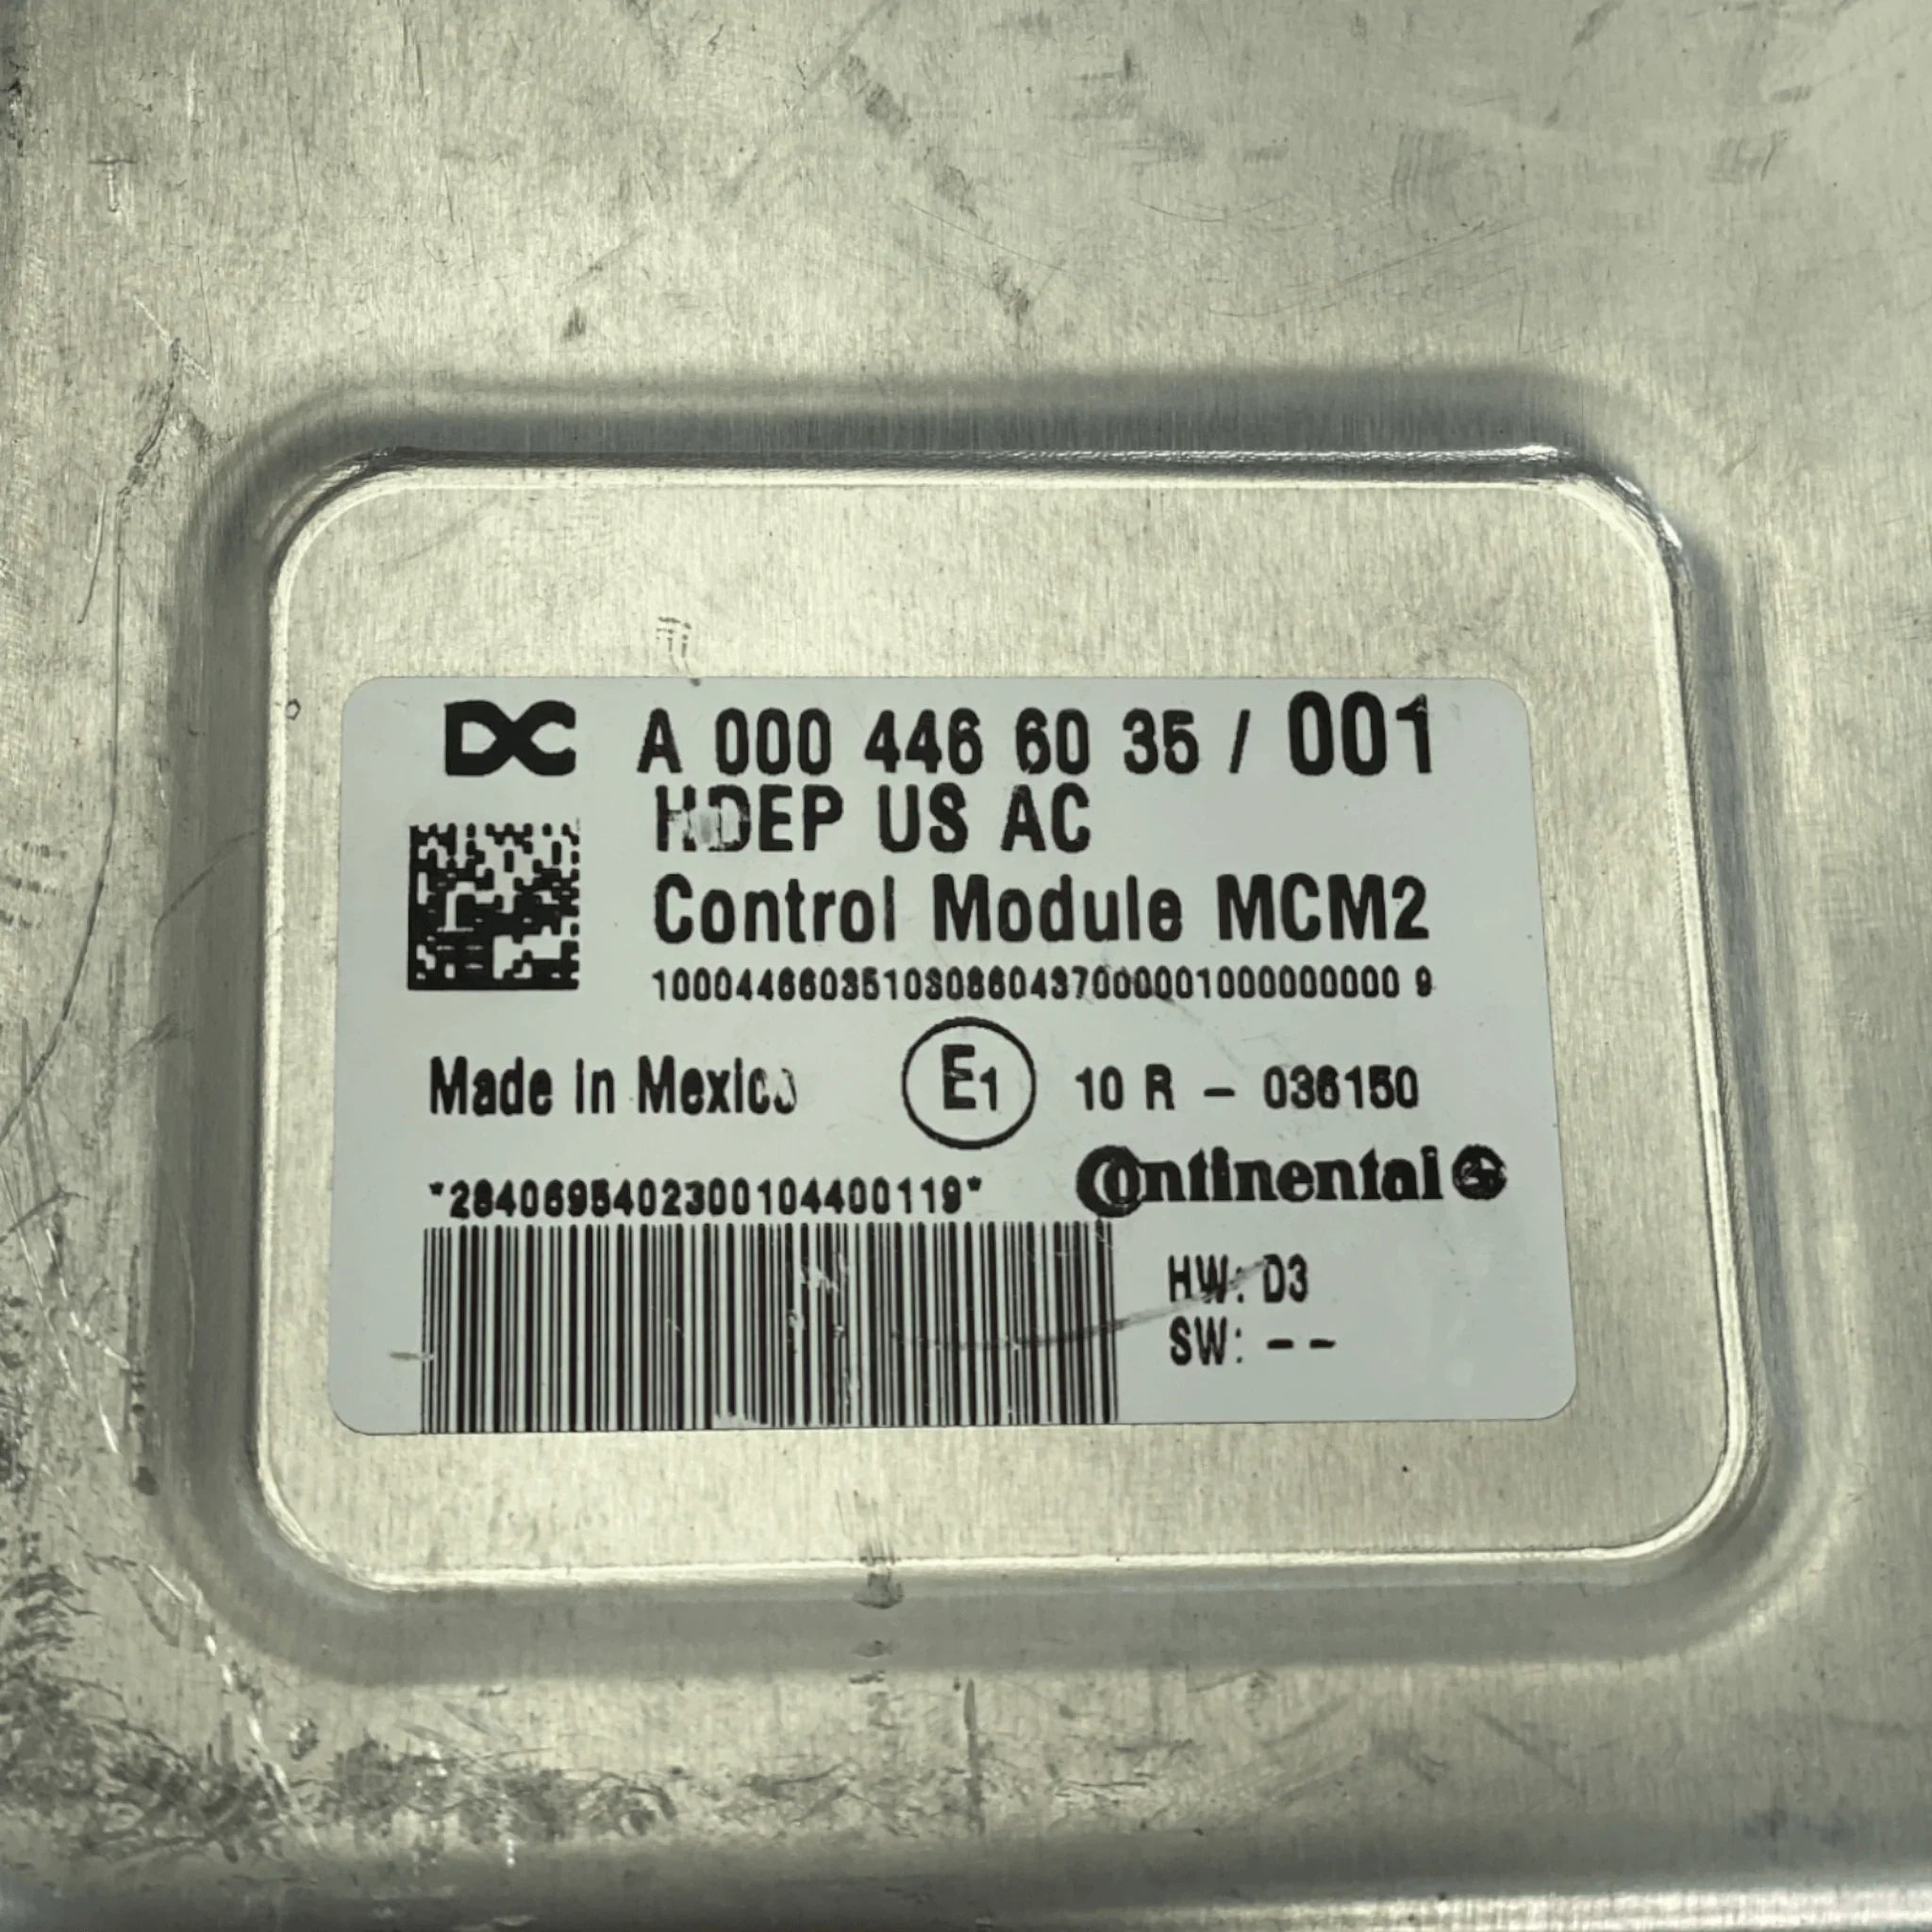 DC A 000 446 60 35 / 001
HDEP US AC
Control Module MCM2
100044660351030860437000001000000000 9
Made in Mexico E1 10 R - 036150
*2840695402300104400119*
Continental
HW: D3
SW: --